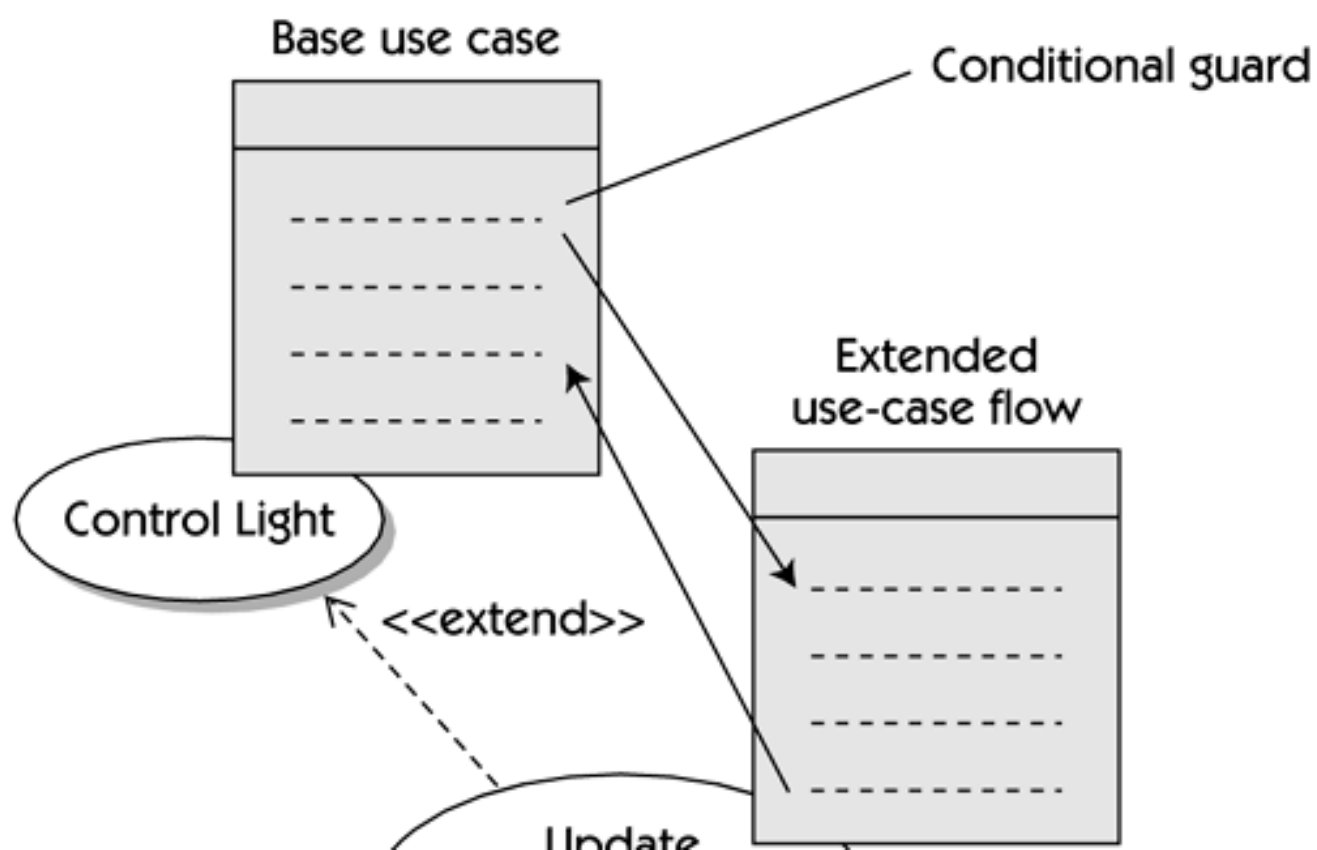 Base use case
Conditional guard
Extended
use-case flow
Control Light
<<extend>>
Update